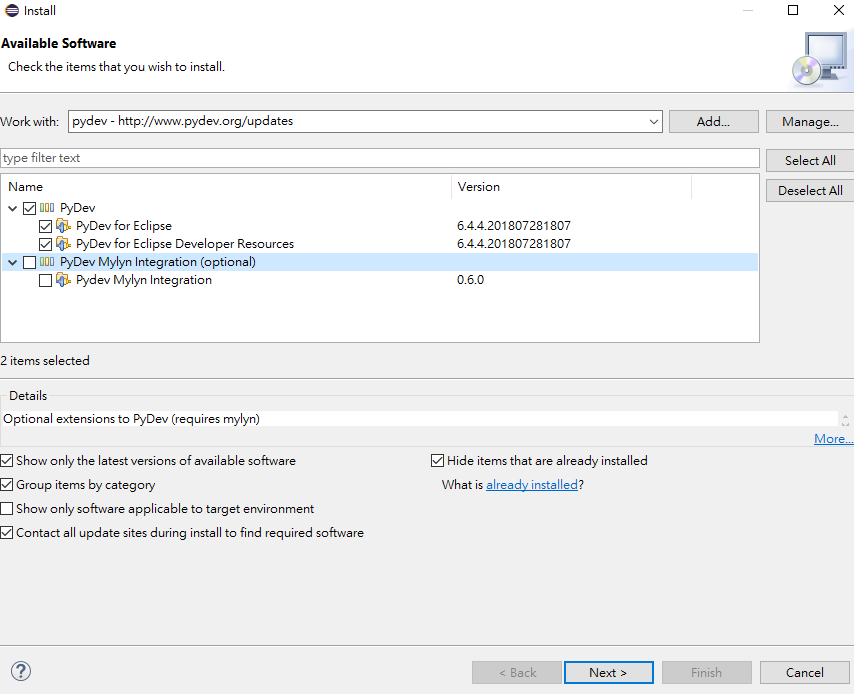 Install
Available Software
Check the items that you wish to install.
Work with: pydev - http://www.pydev.org/updates Add... Manage...
type filter text Select All
Deselect All
Name Version
PyDev
PyDev for Eclipse 6.4.4.201807281807
PyDev for Eclipse Developer Resources 6.4.4.201807281807
PyDev Mylyn Integration (optional)
Pydev Mylyn Integration 0.6.0
2 items selected
Details
Optional extensions to PyDev (requires mylyn)
More...
Show only the latest versions of available software Hide items that are already installed
Group items by category What is already installed?
Show only software applicable to target environment
Contact all update sites during install to find required software
? < Back Next > Finish Cancel